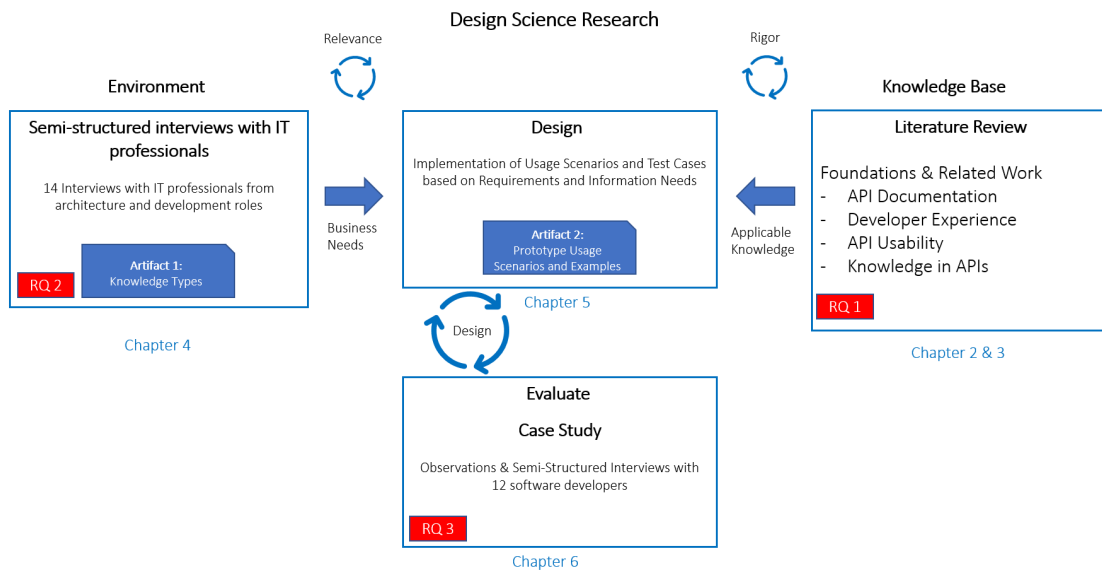 Design Science Research
Relevance
Rigor
Environment
Knowledge Base
Semi-structured interviews with IT
professionals
14 Interviews with IT professionals from
architecture and development roles
Artifact 1:
Knowledge Types
RQ 2
Chapter 4
Business
Needs
Design
Implementation of Usage Scenarios and Test Cases
based on Requirements and Information Needs
Artifact 2:
Prototype Usage
Scenarios and Examples
Chapter 5
Applicable
Knowledge
Literature Review
Foundations & Related Work
- API Documentation
- Developer Experience
- API Usability
- Knowledge in APIs
RQ 1
Chapter 2 & 3
Design
Evaluate
Case Study
Observations & Semi-Structured Interviews with
12 software developers
RQ 3
Chapter 6